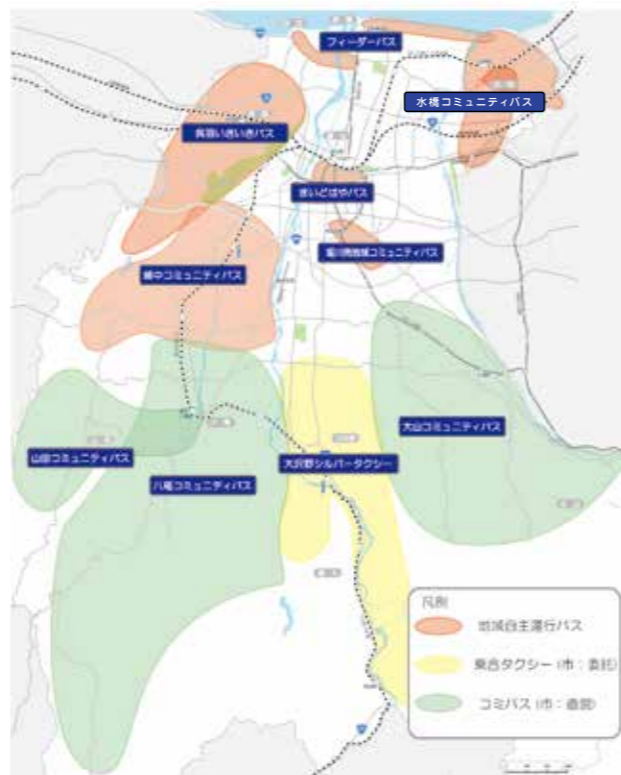 フィーダーバス
水橋コミュニティバス
呉羽いきいきバス
まいどはやバス
堀川南地域コミュニティバス
婦中コミュニティバス
大山コミュニティバス
山田コミュニティバス
大沢野シルバータクシー
八尾コミュニティバス
凡例
地域自主運行バス
乗合タクシー (市：委託)
コミバス (市：直営)